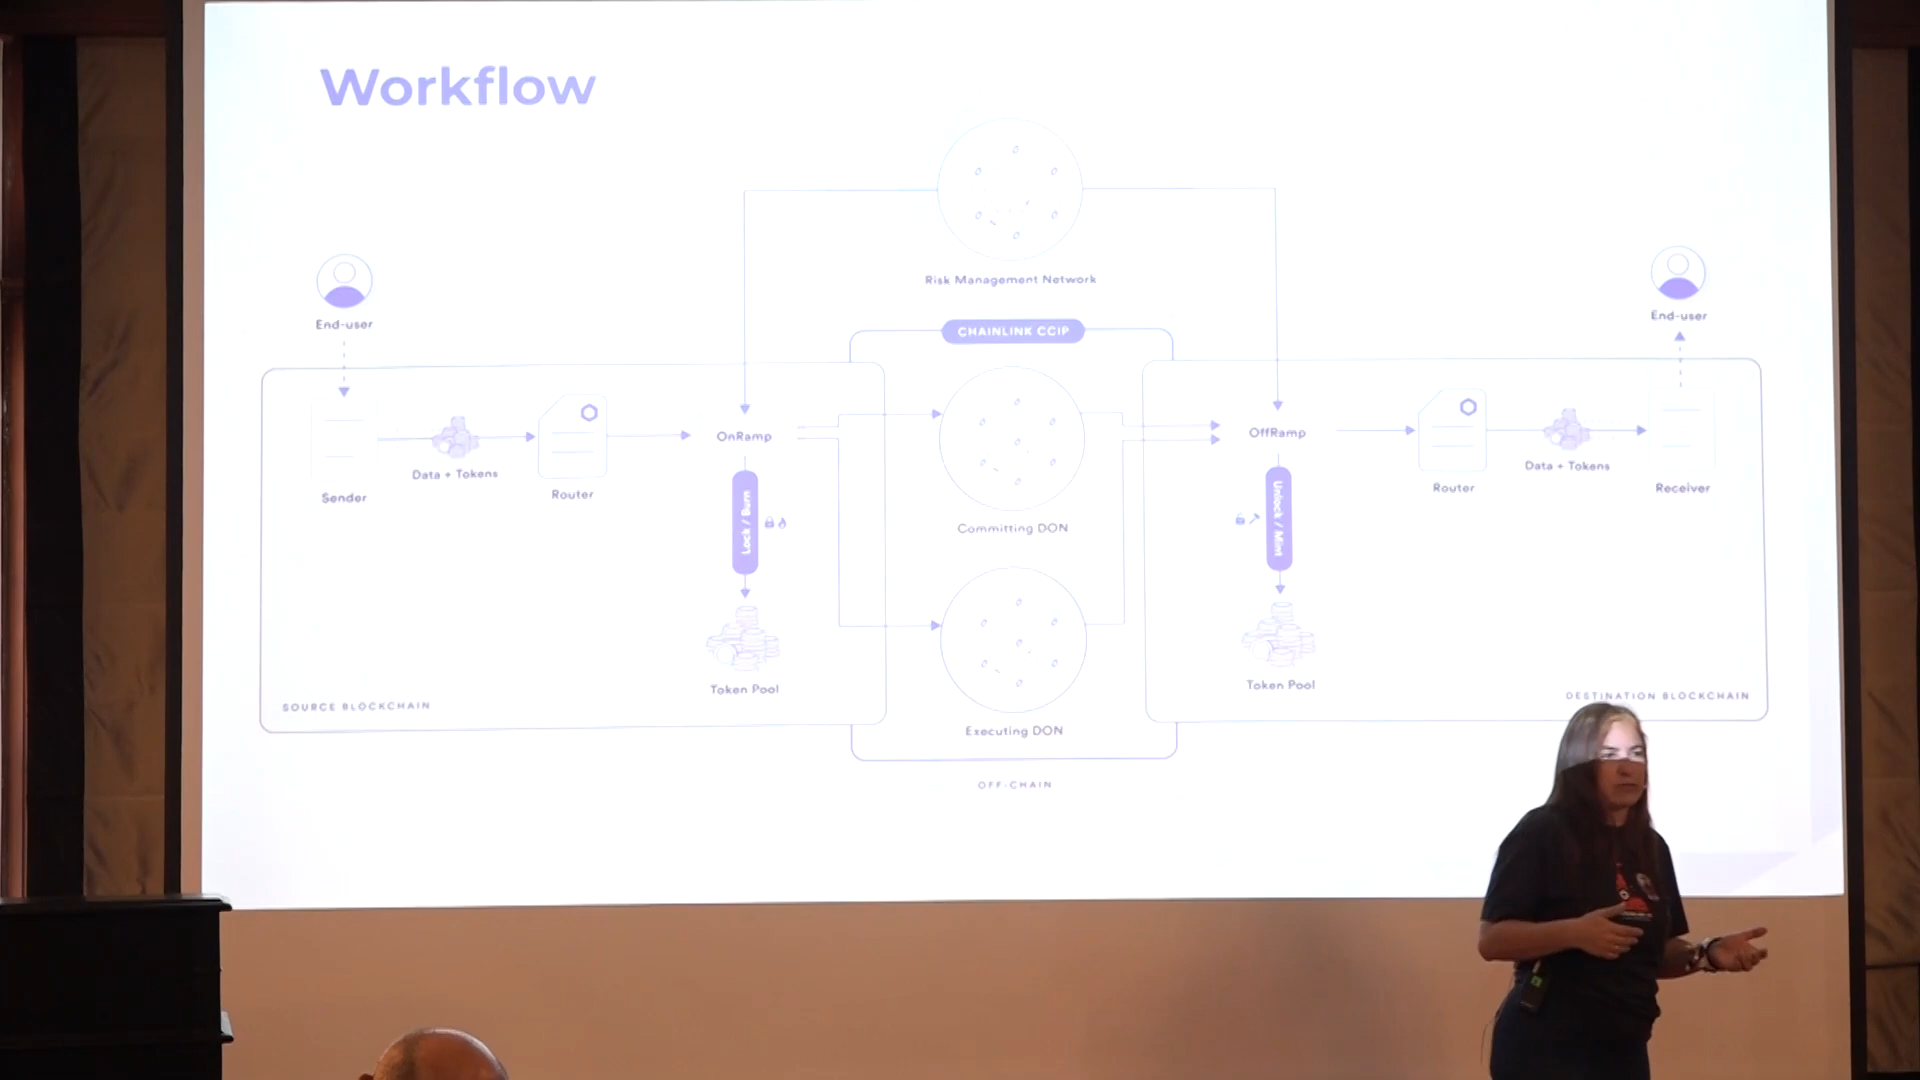 Workflow
Risk Management Network
End-user
End-user
CHAINLINK CCIP
Sender
Data + Tokens
Router
OnRamp
Lock / Burn
Token Pool
SOURCE BLOCKCHAIN
Committing DON
Executing DON
OFF-CHAIN
OffRamp
Unlock / Mint
Token Pool
Router
Data + Tokens
Receiver
DESTINATION BLOCKCHAIN